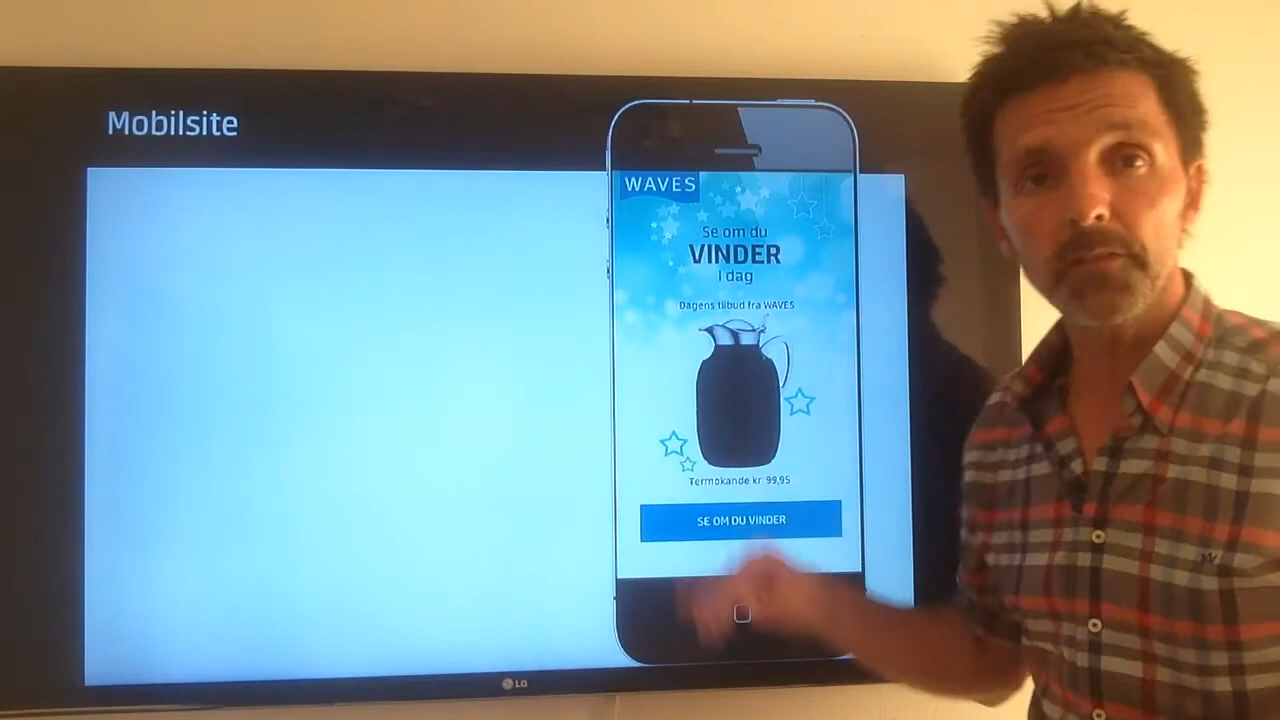 Mobilsite
WAVES
Se om du
VINDER
i dag
Dagens tilbud fra WAVES
Termokande kr 99,95
SE OM DU VINDER
LG